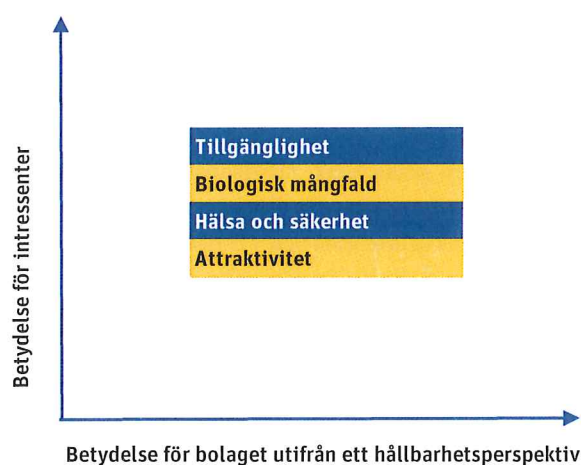 Betydelse för intressenter
Tillgänglighet
Biologisk mångfald
Hälsa och säkerhet
Attraktivitet
Betydelse för bolaget utifrån ett hållbarhetsperspektiv